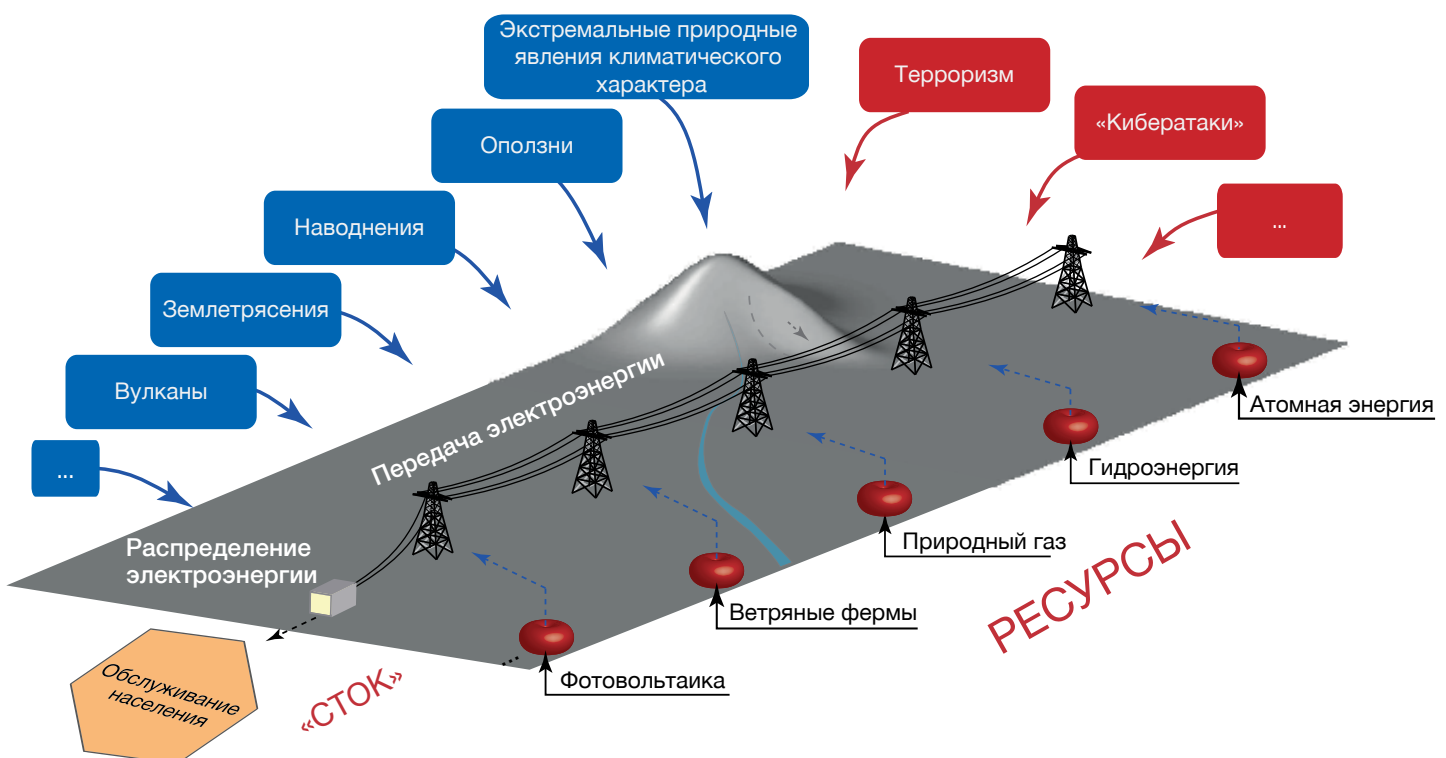 Экстремальные природные
явления климатического
характера
Терроризм
«Кибератаки»
Оползни
...
Наводнения
Землетрясения
Вулканы
...
Передача электроэнергии
Распределение
электроэнергии
Атомная энергия
Гидроэнергия
Природный газ
Ветряные фермы
Фотовольтаика
...
РЕСУРСЫ
«СТОК»
Обслуживание
населения